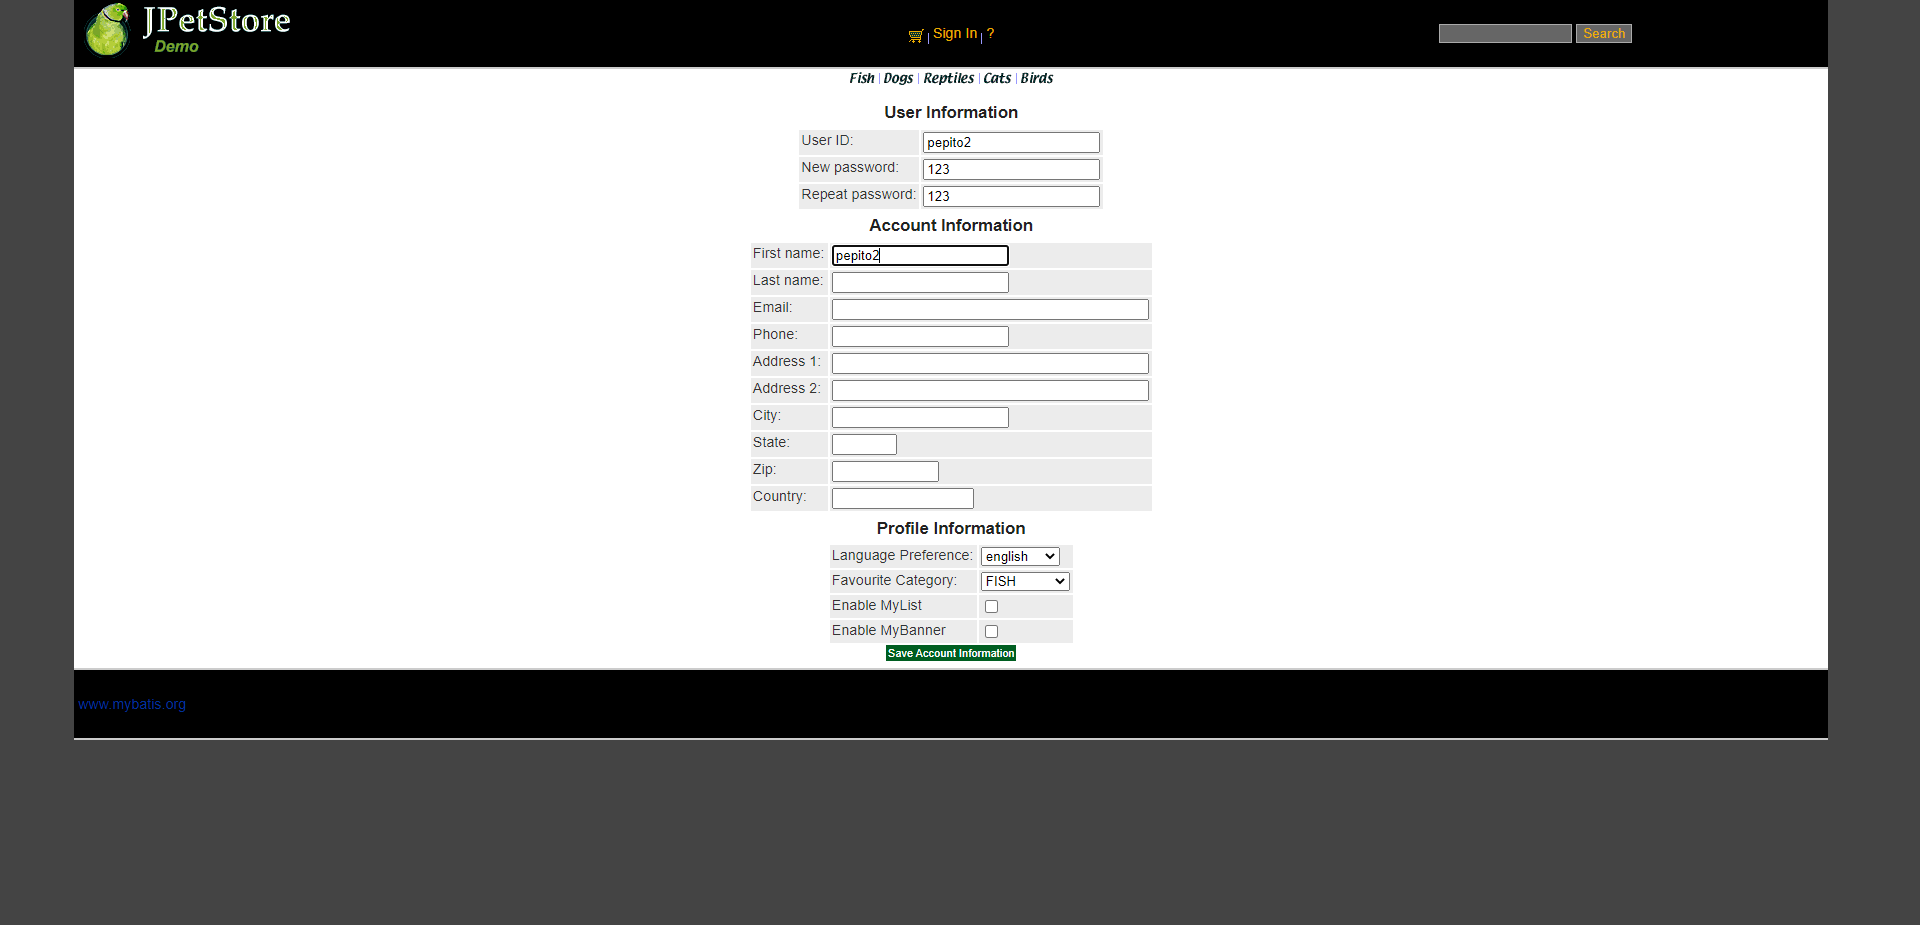 JPetStore
Demo
Sign In | ?
Search
Fish | Dogs | Reptiles | Cats | Birds
User Information
User ID: pepito2
New password: 123
Repeat password: 123
Account Information
First name: pepito2
Last name:
Email:
Phone:
Address 1:
Address 2:
City:
State:
Zip:
Country:
Profile Information
Language Preference: english
Favourite Category: FISH
Enable MyList
Enable MyBanner
Save Account Information
www.mybatis.org